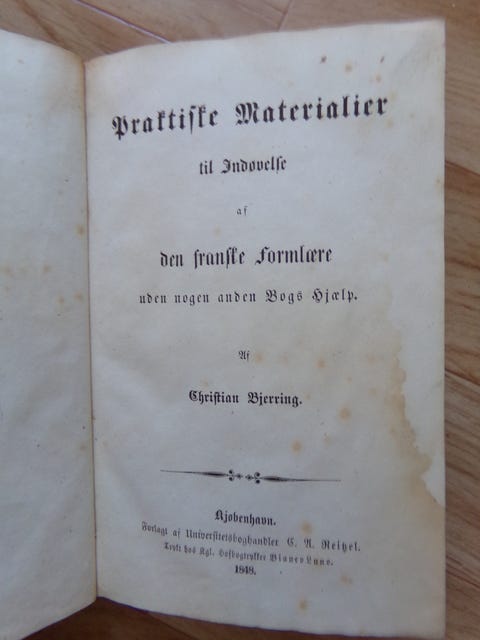 Praktiske Materialier
til Indøvelse
af
den franske Formlære
uden nogen anden Bogs Hjælp.
Af
Christian Bjerring.
Kjøbenhavn.
Forlagt af Universitetsboghandler C. A. Reitzel.
Trykt hos Kgl. Hofbogtrykker Bianco Luno.
1848.